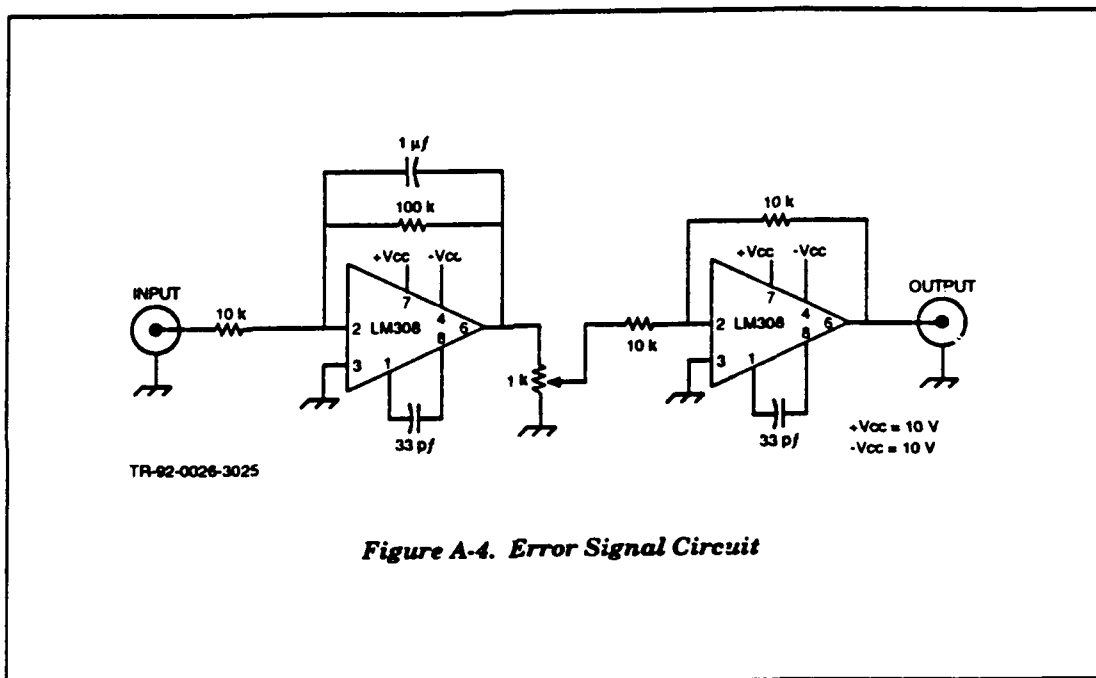 1 µf
100 k
10 k
+Vcc -Vcc
+Vcc -Vcc
INPUT
OUTPUT
10 k
7
4
7
4
2 LM308 6
2 LM308 6
8
8
10 k
3
3
1
1
1 k
33 pf
33 pf
+Vcc = 10 V
-Vcc = 10 V
TR-92-0026-3025
Figure A-4. Error Signal Circuit